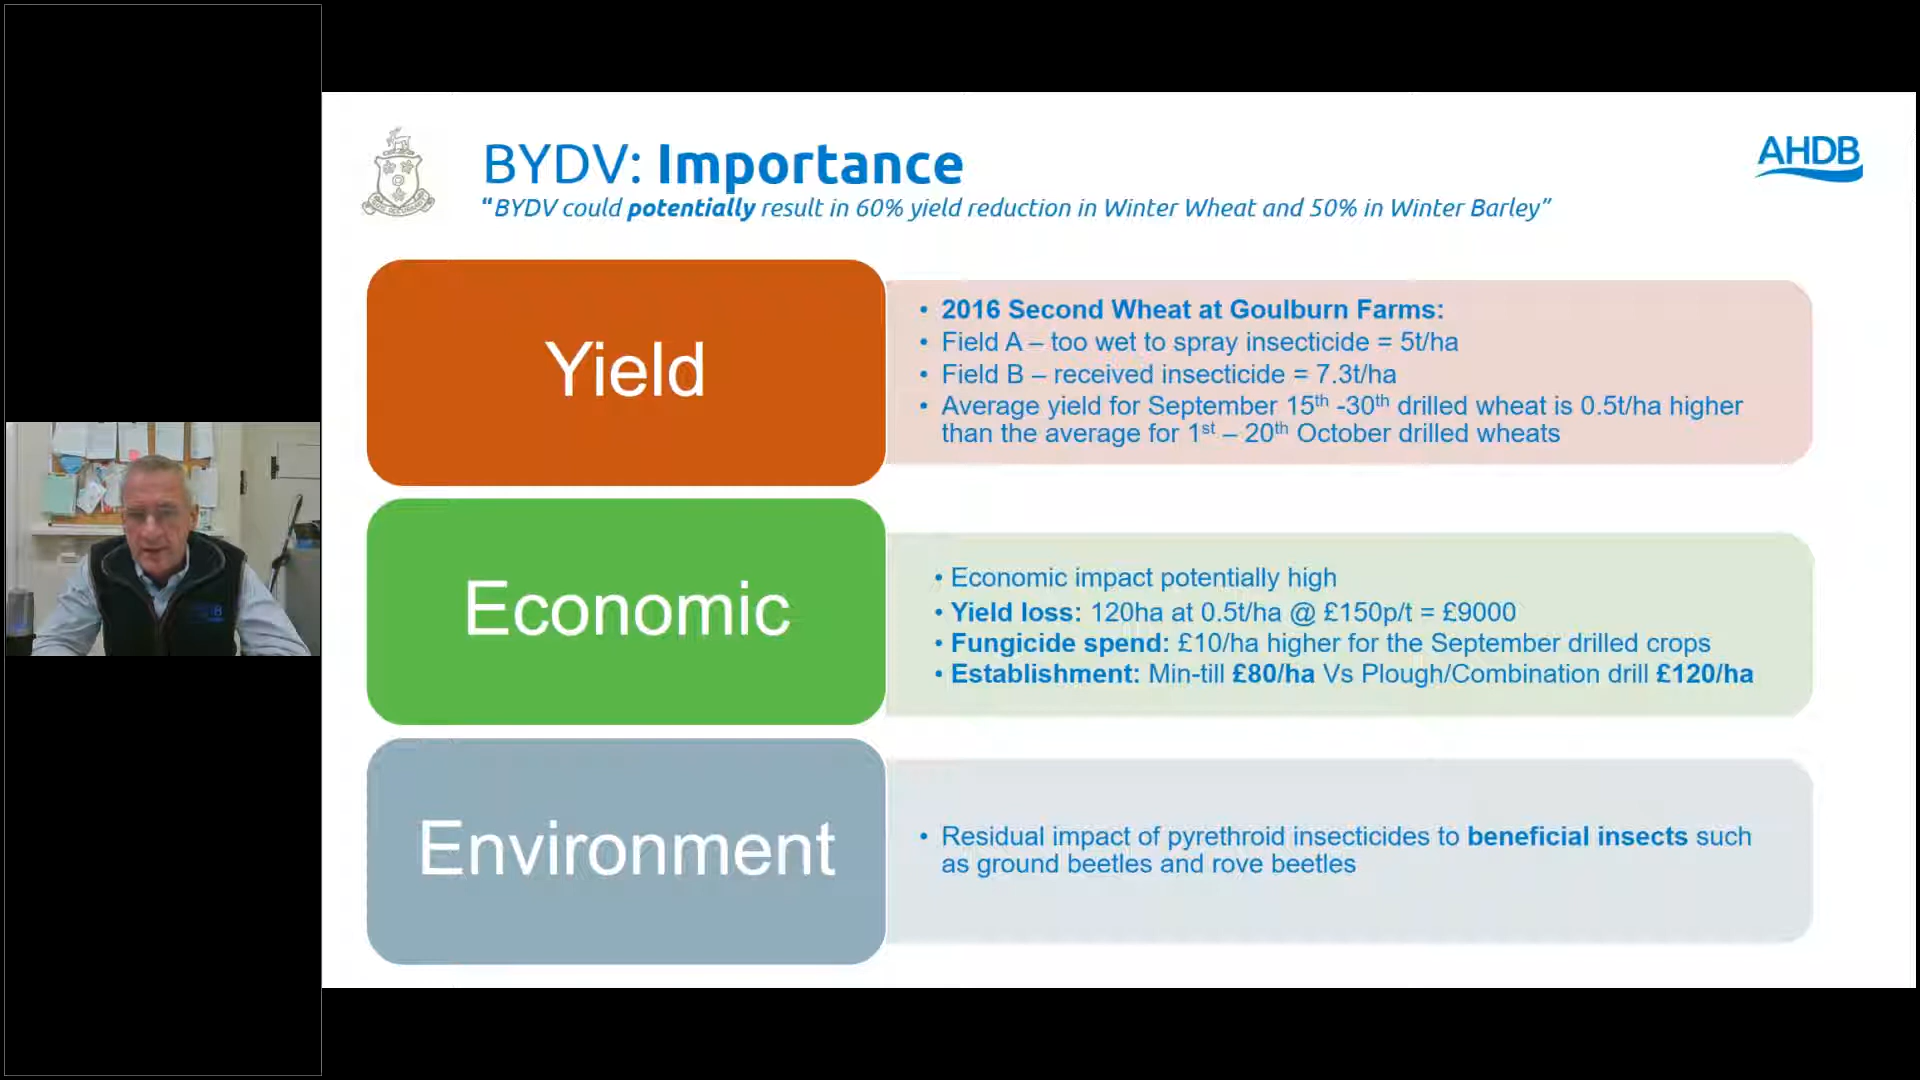 BYDV: Importance
AHDB
“BYDV could potentially result in 60% yield reduction in Winter Wheat and 50% in Winter Barley”
Yield
• 2016 Second Wheat at Goulburn Farms:
• Field A – too wet to spray insecticide = 5t/ha
• Field B – received insecticide = 7.3t/ha
• Average yield for September 15th -30th drilled wheat is 0.5t/ha higher
than the average for 1st – 20th October drilled wheats
Economic
• Economic impact potentially high
• Yield loss: 120ha at 0.5t/ha @ £150p/t = £9000
• Fungicide spend: £10/ha higher for the September drilled crops
• Establishment: Min-till £80/ha Vs Plough/Combination drill £120/ha
Environment
• Residual impact of pyrethroid insecticides to beneficial insects such
as ground beetles and rove beetles